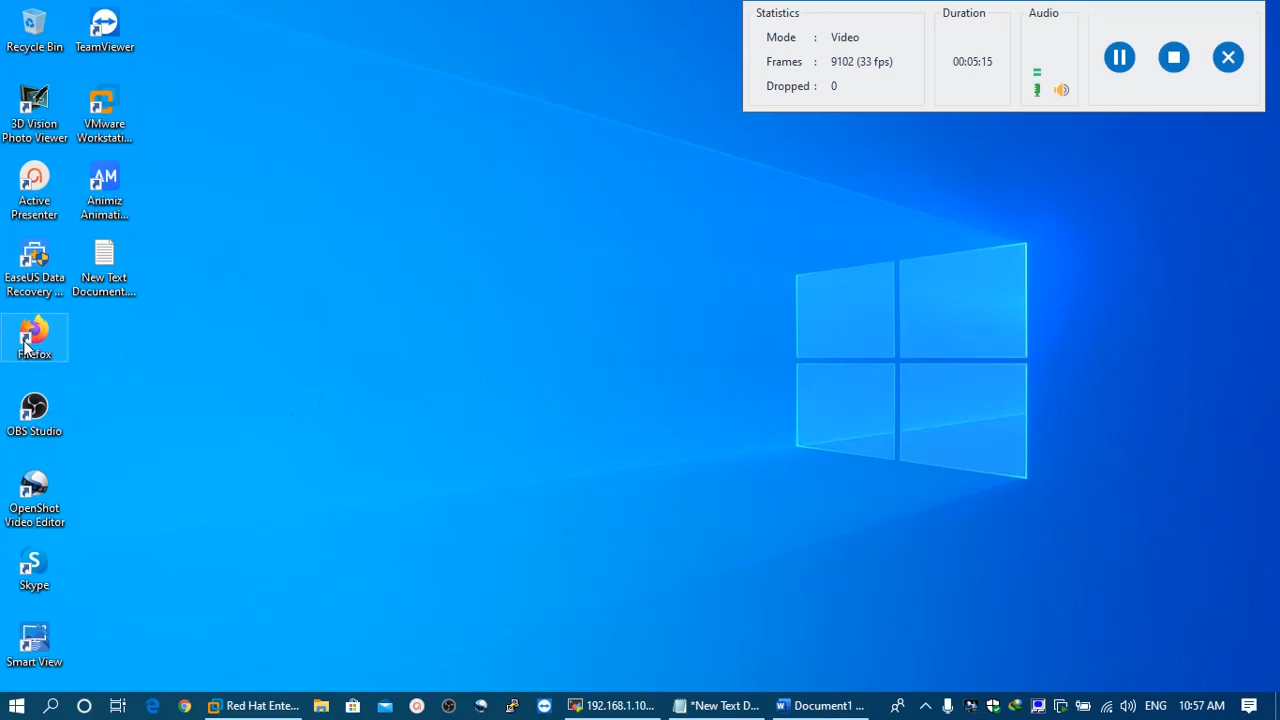 Recycle Bin
TeamViewer
3D Vision
Photo Viewer
VMware
Workstati...
Active
Presenter
Animiz
Animati...
EaseUS Data
Recovery ...
New Text
Document....
Firefox
OBS Studio
OpenShot
Video Editor
Skype
Smart View
Statistics
Duration
Audio
Mode : Video
Frames : 9102 (33 fps)
Dropped : 0
00:05:15
AM
S
Red Hat Ente...
192.168.1.10...
*New Text D...
Document1 ...
ENG
10:57 AM